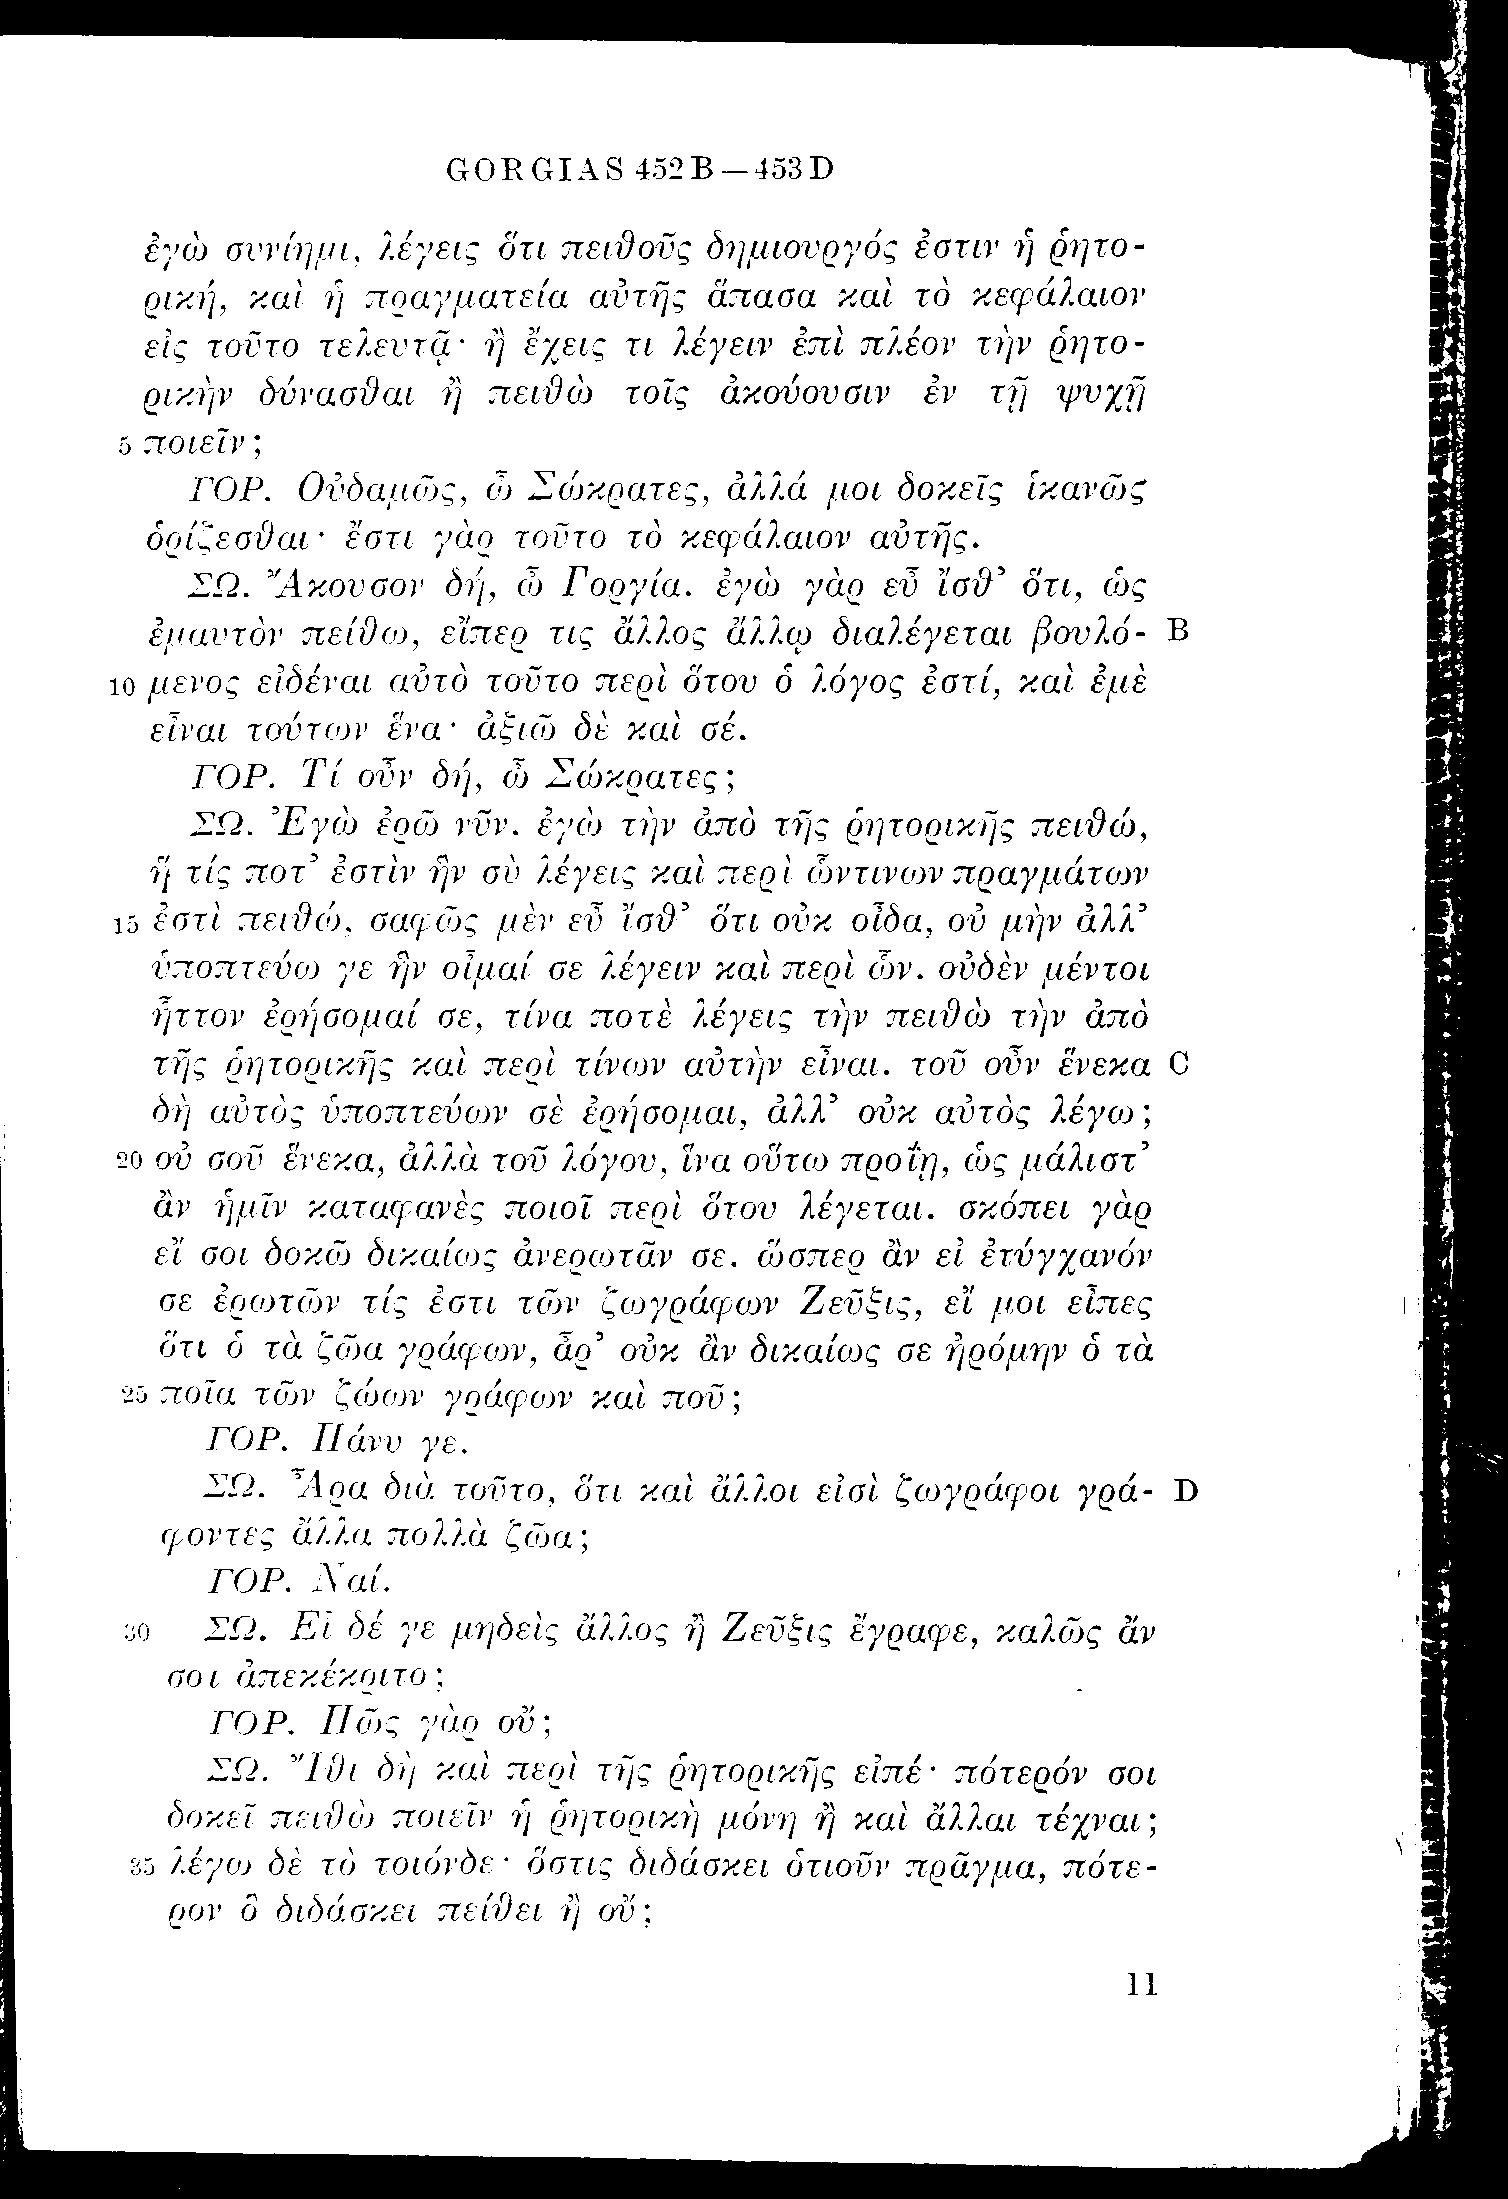 GORGIAS 452 B — 453 D
ἐγὼ συνίημι, λέγεις ὅτι πειθοῦς δημιουργός ἐστιν ἡ ῥητο-
ρική, καὶ ἡ πραγματεία αὐτῆς ἅπασα καὶ τὸ κεφάλαιον
εἰς τοῦτο τελευτᾷ· ἢ ἔχεις τι λέγειν ἐπὶ πλέον τὴν ῥητο-
ρικὴν δύνασθαι ἢ πειθὼ τοῖς ἀκούουσιν ἐν τῇ ψυχῇ
5 ποιεῖν;
ΓΟΡ. Οὐδαμῶς, ὦ Σώκρατες, ἀλλά μοι δοκεῖς ἱκανῶς
ὁρίζεσθαι· ἔστι γὰρ τοῦτο τὸ κεφάλαιον αὐτῆς.
ΣΩ. Ἄκουσον δή, ὦ Γοργία. ἐγὼ γὰρ εὖ ἴσθ’ ὅτι, ὡς
ἐμαυτὸν πείθω, εἴπερ τις ἄλλος ἄλλῳ διαλέγεται βουλό- B
10 μενος εἰδέναι αὐτὸ τοῦτο περὶ ὅτου ὁ λόγος ἐστί, καὶ ἐμὲ
εἶναι τούτων ἕνα· ἀξιῶ δὲ καὶ σέ.
ΓΟΡ. Τί οὖν δή, ὦ Σώκρατες;
ΣΩ. Ἐγὼ ἐρῶ νῦν. ἐγὼ τὴν ἀπὸ τῆς ῥητορικῆς πειθώ,
ἥ τίς ποτ’ ἐστὶν ἣν σὺ λέγεις καὶ περὶ ὧντινων πραγμάτων
15 ἐστὶ πειθώ, σαφῶς μὲν εὖ ἴσθ’ ὅτι οὐκ οἶδα, οὐ μὴν ἀλλ’
ὑποπτεύω γε ἣν οἶμαί σε λέγειν καὶ περὶ ὧν. οὐδὲν μέντοι
ἧττον ἐρήσομαί σε, τίνα ποτὲ λέγεις τὴν πειθὼ τὴν ἀπὸ
τῆς ῥητορικῆς καὶ περὶ τίνων αὐτὴν εἶναι. τοῦ οὖν ἕνεκα C
δὴ αὐτὸς ὑποπτεύων σὲ ἐρήσομαι, ἀλλ’ οὐκ αὐτὸς λέγω;
20 οὐ σοῦ ἕνεκα, ἀλλὰ τοῦ λόγου, ἵνα οὕτω προΐῃ, ὡς μάλιστ’
ἂν ἡμῖν καταφανὲς ποιοῖ περὶ ὅτου λέγεται. σκόπει γὰρ
εἴ σοι δοκῶ δικαίως ἀνερωτᾶν σε. ὥσπερ ἂν εἰ ἐτύγχανόν
σε ἐρωτῶν τίς ἐστι τῶν ζωγράφων Ζεῦξις, εἴ μοι εἶπες
ὅτι ὁ τὰ ζῶα γράφων, ἆρ’ οὐκ ἂν δικαίως σε ἠρόμην ὁ τὰ
25 ποῖα τῶν ζώων γράφων καὶ ποῦ;
ΓΟΡ. Πάνυ γε.
ΣΩ. Ἆρα διὰ τοῦτο, ὅτι καὶ ἄλλοι εἰσὶ ζωγράφοι γρά- D
φοντες ἄλλα πολλὰ ζῶα;
ΓΟΡ. Ναί.
30 ΣΩ. Εἰ δέ γε μηδεὶς ἄλλος ἢ Ζεῦξις ἔγραφε, καλῶς ἄν
σοι ἀπεκέκριτο;
ΓΟΡ. Πῶς γὰρ οὔ;
ΣΩ. Ἴθι δὴ καὶ περὶ τῆς ῥητορικῆς εἰπέ· πότερόν σοι
δοκεῖ πειθὼ ποιεῖν ἡ ῥητορικὴ μόνη ἢ καὶ ἄλλαι τέχναι;
35 λέγω δὲ τὸ τοιόνδε· ὅστις διδάσκει ὁτιοῦν πρᾶγμα, πότε-
ρον ὃ διδάσκει πείθει ἢ οὔ;
11